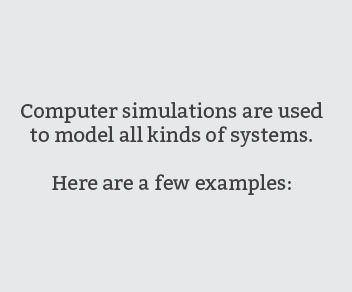 Computer simulations are used
to model all kinds of systems.
Here are a few examples: